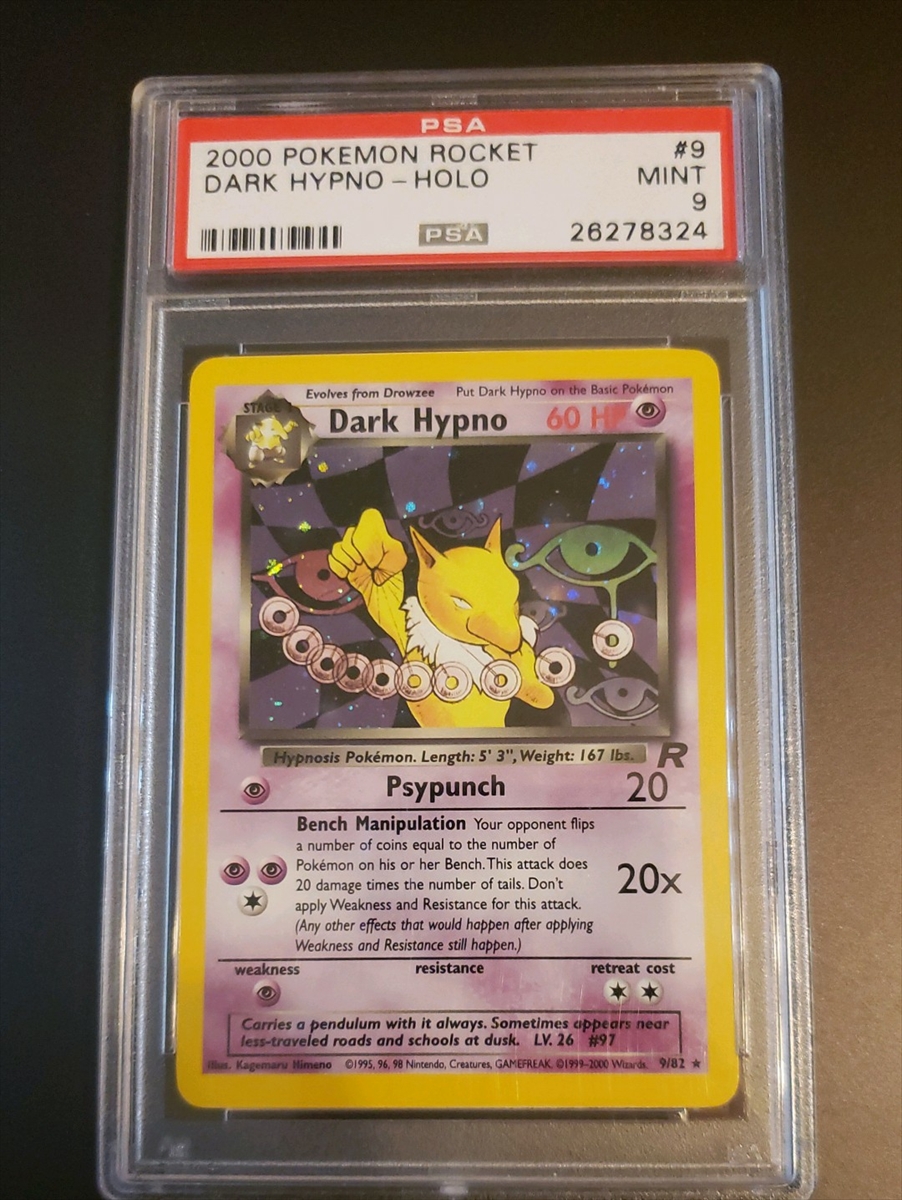 PSA
2000 POKEMON ROCKET #9
DARK HYPNO - HOLO MINT
9
PSA 26278324
Evolves from Drowzee Put Dark Hypno on the Basic Pokémon
STAGE 1
Dark Hypno 60 HP
Hypnosis Pokémon. Length: 5' 3", Weight: 167 lbs. R
Psypunch 20
Bench Manipulation Your opponent flips
a number of coins equal to the number of
Pokémon on his or her Bench. This attack does
20 damage times the number of tails. Don't
apply Weakness and Resistance for this attack.
(Any other effects that would happen after applying
Weakness and Resistance still happen.)
20x
weakness resistance retreat cost
Carries a pendulum with it always. Sometimes appears near
less-traveled roads and schools at dusk. LV. 26 #97
Illus. Kagemaru Himeno ©1995, 96, 98 Nintendo, Creatures, GAMEFREAK. ©1999-2000 Wizards. 9/82 ★